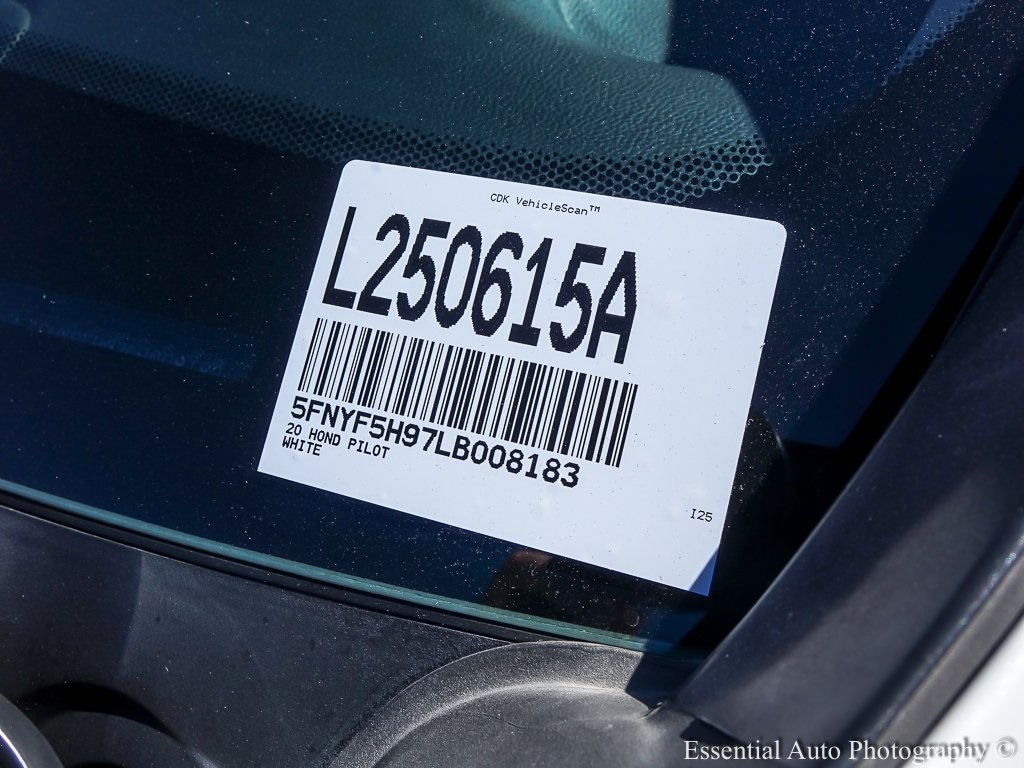 CDK VehicleScan™
L250615A
5FNYF5H97LB008183
20 HOND PILOT
WHITE
I25
Essential Auto Photography ©